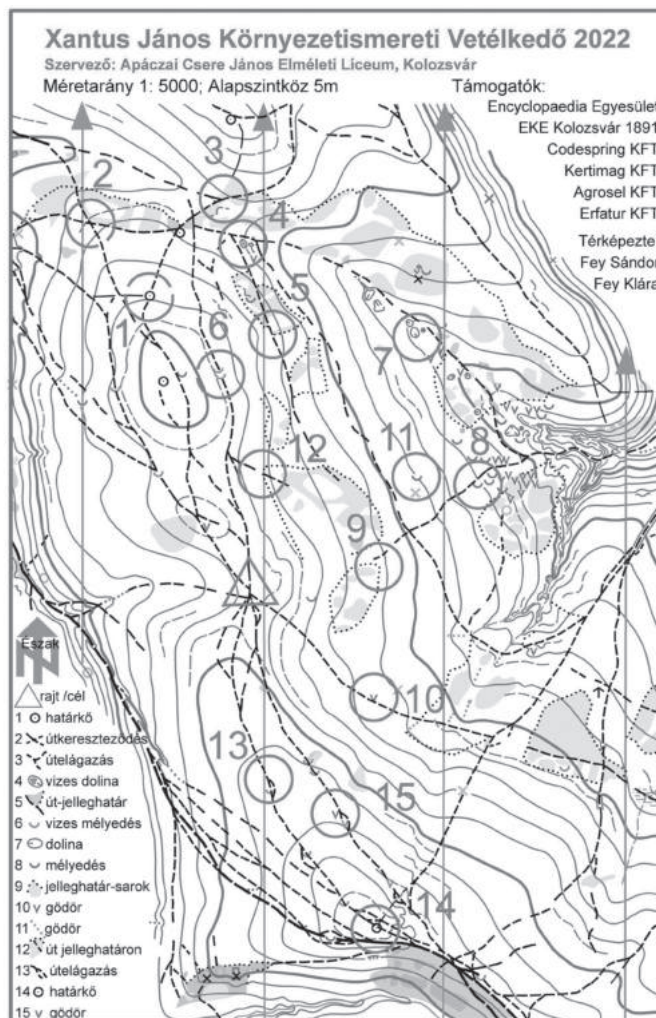 Xantus János Környezetismereti Vetélkedő 2022
Szervező: Apáczai Csere János Elméleti Liceum, Kolozsvár
Méretarány 1: 5000; Alapszintköz 5m
Támogatók:
Encyclopaedia Egyesület
EKE Kolozsvár 1891
Codespring KFT
Kertimag KFT
Agrosel KFT
Erfatur KFT
Térképezte
Fey Sándor
Fey Klára
3
2
4
5
1
6
7
12
11
8
9
10
13
15
14
Észak
rajt /cél
1 határkő
2 útkereszteződés
3 útelágazás
4 vizes dolina
5 út-jelleghatár
6 vizes mélyedés
7 dolina
8 mélyedés
9 jelleghatár-sarok
10 gödör
11 gödör
12 út jelleghatáron
13 útelágazás
14 határkő
15 gödör